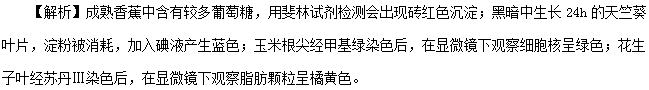 【解析】成熟香蕉中含有较多葡萄糖，用斐林试剂检测会出现砖红色沉淀；黑暗中生长 24h 的天竺葵
叶片，淀粉被消耗，加入碘液产生蓝色；玉米根尖经甲基绿染色后，在显微镜下观察细胞核呈绿色；花生
子叶经苏丹Ⅲ染色后，在显微镜下观察脂肪颗粒呈橘黄色。